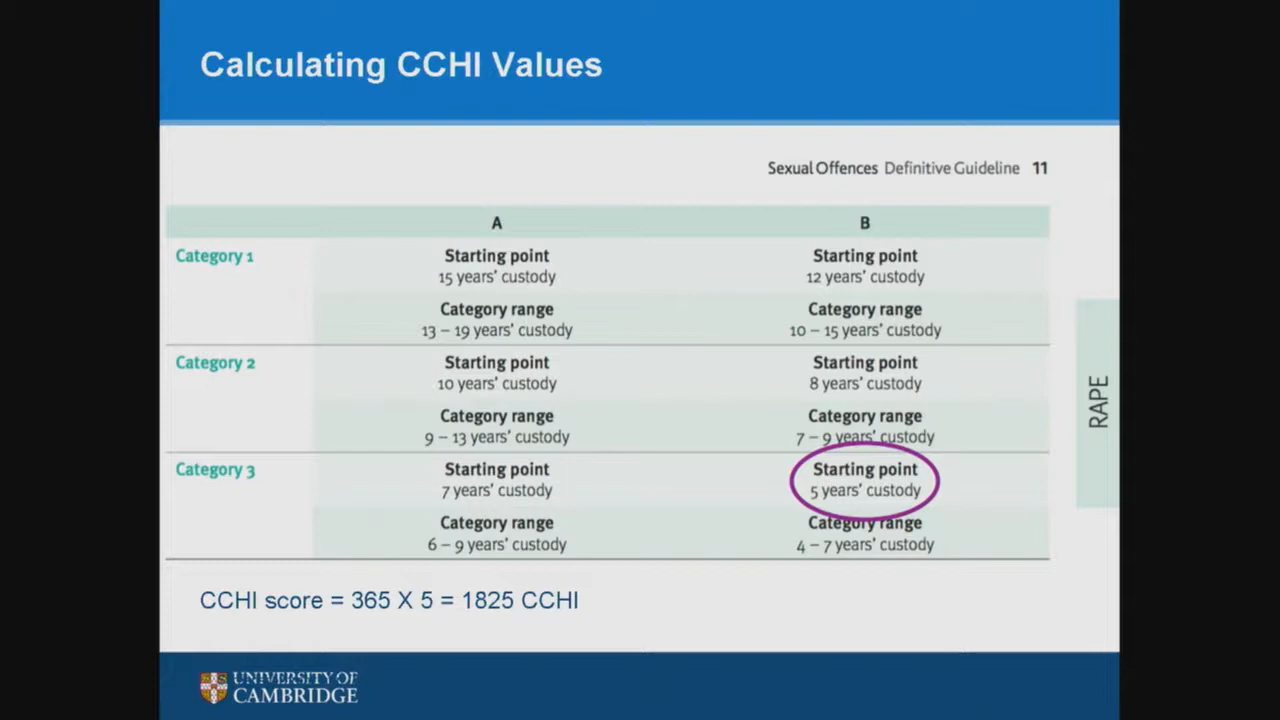 Calculating CCHI Values
Sexual Offences Definitive Guideline 11
A B
Category 1 Starting point Starting point
15 years' custody 12 years' custody
Category range Category range
13 – 19 years' custody 10 – 15 years' custody
Category 2 Starting point Starting point
10 years' custody 8 years' custody
Category range Category range
9 – 13 years' custody 7 – 9 years' custody
Category 3 Starting point Starting point
7 years' custody 5 years' custody
Category range Category range
6 – 9 years' custody 4 – 7 years' custody
RAPE
CCHI score = 365 X 5 = 1825 CCHI
UNIVERSITY OF
CAMBRIDGE